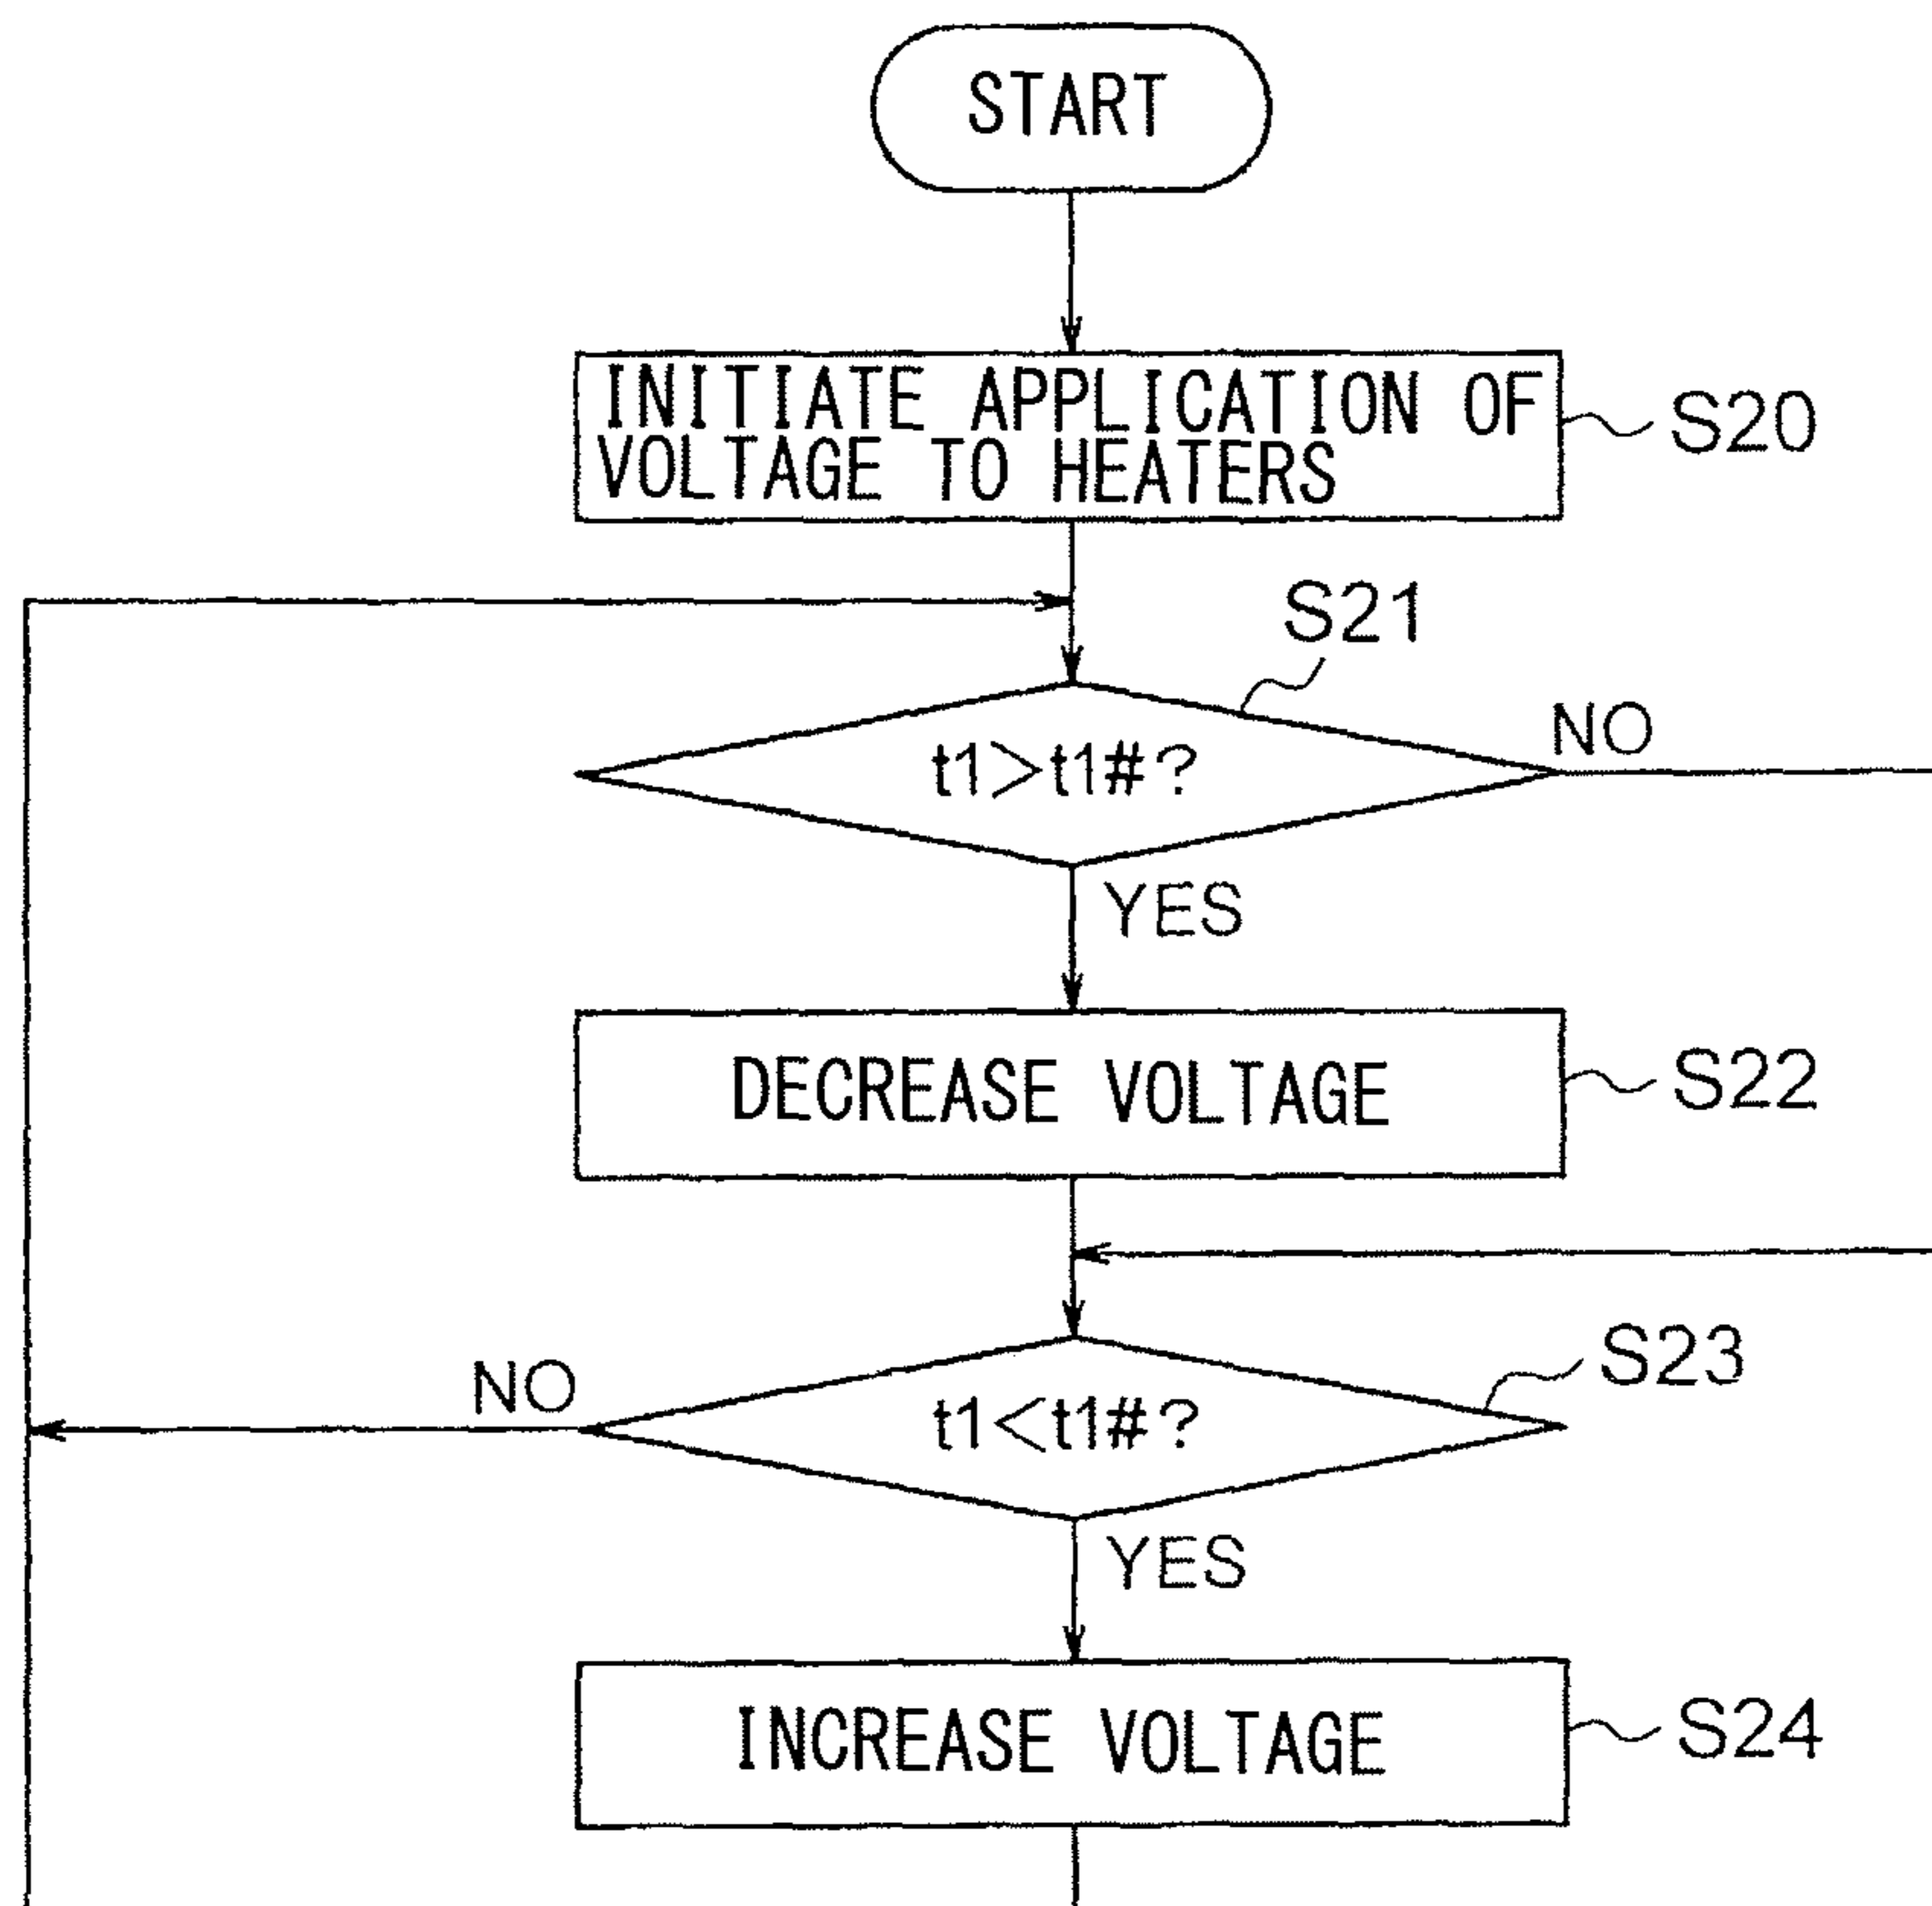 START
INITIATE APPLICATION OF
VOLTAGE TO HEATERS
S20
S21
t1>t1#?
NO
YES
DECREASE VOLTAGE
S22
S23
NO
t1<t1#?
YES
INCREASE VOLTAGE
S24